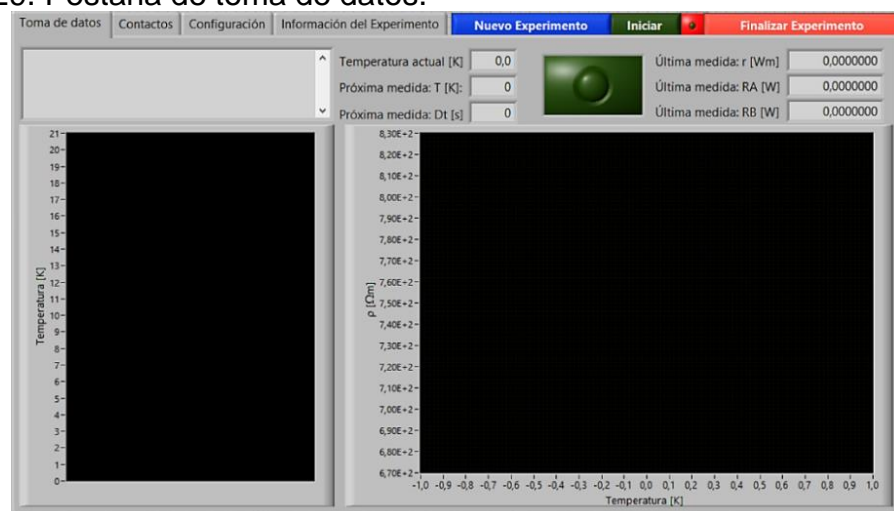 Pestaña de toma de datos.
Toma de datos Contactos Configuración Información del Experimento Nuevo Experimento Iniciar Finalizar Experimento
Temperatura actual [K] 0,0 Última medida: r [Wm] 0,0000000
Próxima medida: T [K]: 0 Última medida: RA [W] 0,0000000
Próxima medida: Dt [s] 0 Última medida: RB [W] 0,0000000
21
20
19
18
17
16
15
14
13
12
11
10
9
8
7
6
5
4
3
2
1
0
Temperatura [K]
8,30E+2
8,20E+2
8,10E+2
8,00E+2
7,90E+2
7,80E+2
7,70E+2
7,60E+2
7,50E+2
7,40E+2
7,30E+2
7,20E+2
7,10E+2
7,00E+2
6,90E+2
6,80E+2
6,70E+2
ρ [Ωm]
-1,0 -0,9 -0,8 -0,7 -0,6 -0,5 -0,4 -0,3 -0,2 -0,1 0,0 0,1 0,2 0,3 0,4 0,5 0,6 0,7 0,8 0,9 1,0
Temperatura [K]